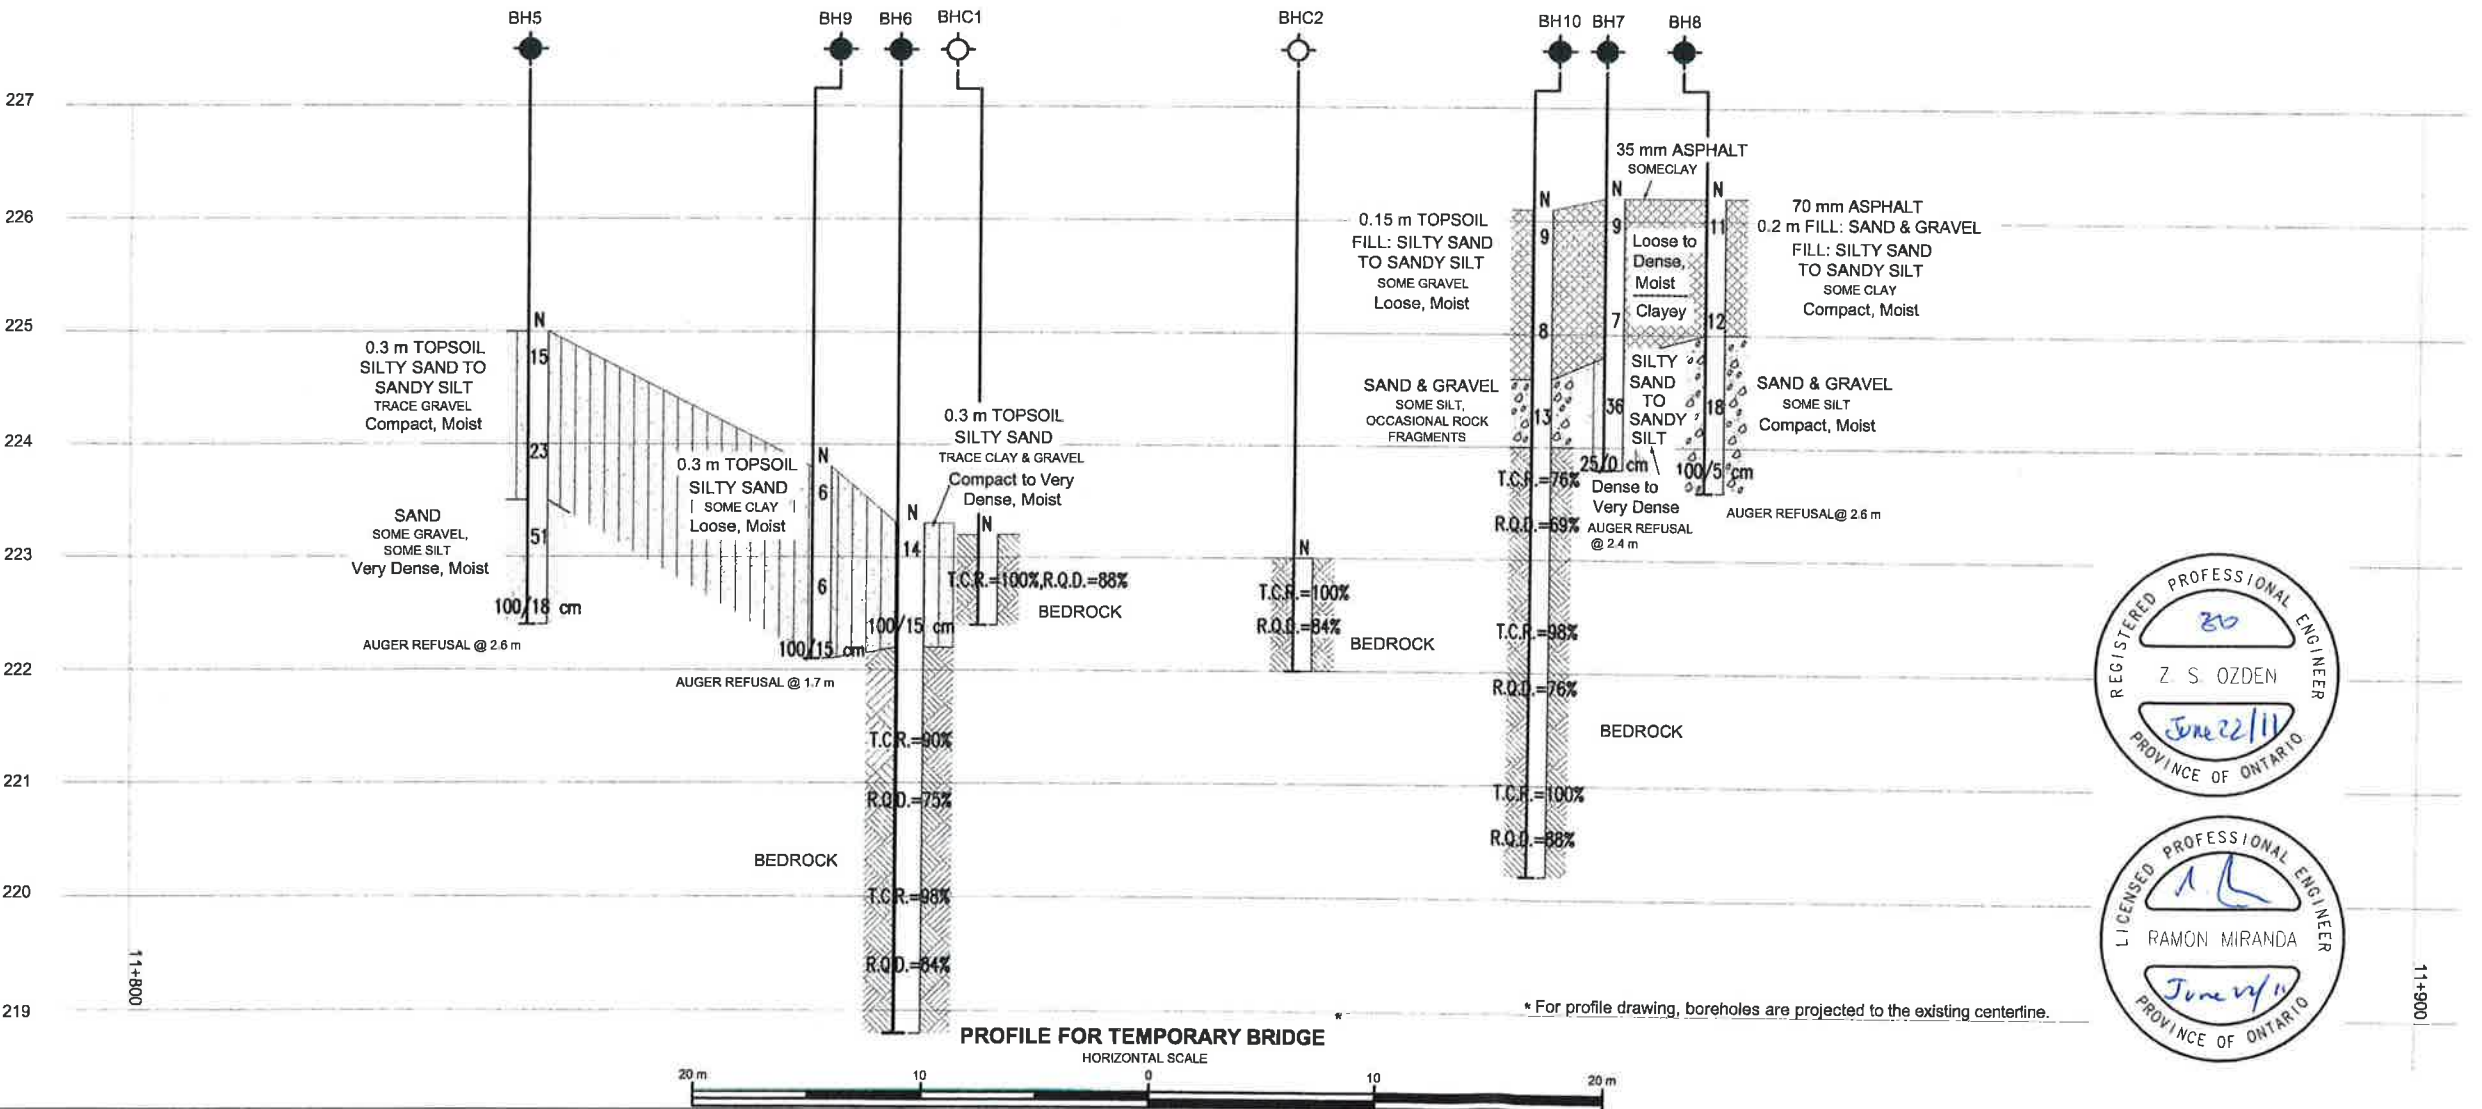 BH5
BH9
BH6
BHC1
BHC2
BH10
BH7
BH8
227
226
225
224
223
222
221
220
219
N
15
23
51
100/18 cm
0.3 m TOPSOIL
SILTY SAND TO
SANDY SILT
TRACE GRAVEL
Compact, Moist
SAND
SOME GRAVEL,
SOME SILT
Very Dense, Moist
AUGER REFUSAL @ 2.6 m
0.3 m TOPSOIL
SILTY SAND
SOME CLAY
Loose, Moist
N
6
6
100/15 cm
AUGER REFUSAL @ 1.7 m
N
14
100/15 cm
T.C.R.=90%
R.Q.D.=75%
T.C.R.=98%
R.Q.D.=84%
BEDROCK
0.3 m TOPSOIL
SILTY SAND
TRACE CLAY & GRAVEL
Compact to Very
Dense, Moist
N
T.C.R.=100%,R.Q.D.=88%
BEDROCK
N
T.C.R.=100%
R.Q.D.=84%
BEDROCK
0.15 m TOPSOIL
FILL: SILTY SAND
TO SANDY SILT
SOME GRAVEL
Loose, Moist
SAND & GRAVEL
SOME SILT,
OCCASIONAL ROCK
FRAGMENTS
N
9
8
13
T.C.R.=76%
R.Q.D.=69%
T.C.R.=98%
R.Q.D.=76%
T.C.R.=100%
R.Q.D.=88%
BEDROCK
35 mm ASPHALT
SOMECLAY
N
9
7
36
25/0 cm
Loose to
Dense,
Moist
Clayey
SILTY
SAND
TO
SANDY
SILT
Dense to
Very Dense
AUGER REFUSAL
@ 2.4 m
N
11
12
18
100/5 cm
70 mm ASPHALT
0.2 m FILL: SAND & GRAVEL
FILL: SILTY SAND
TO SANDY SILT
SOME CLAY
Compact, Moist
SAND & GRAVEL
SOME SILT
Compact, Moist
AUGER REFUSAL@ 2.6 m
REGISTERED PROFESSIONAL ENGINEER
Z. S. OZDEN
June 22/11
PROVINCE OF ONTARIO
LICENSED PROFESSIONAL ENGINEER
RAMON MIRANDA
PROVINCE OF ONTARIO
11+800
11+900
* For profile drawing, boreholes are projected to the existing centerline.
PROFILE FOR TEMPORARY BRIDGE *
HORIZONTAL SCALE
20 m 10 0 10 20 m